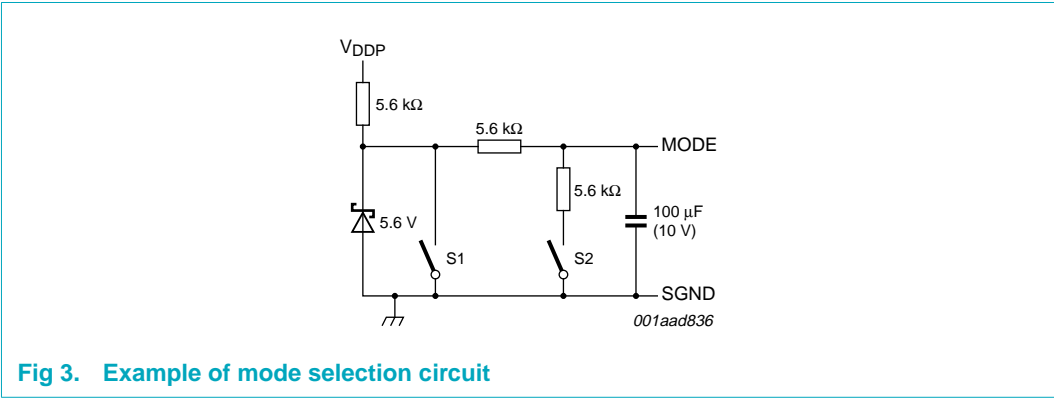 VDDP
5.6 kΩ
5.6 kΩ
MODE
5.6 kΩ
5.6 V
100 μF
(10 V)
S1
S2
SGND
001aad836
Fig 3. Example of mode selection circuit